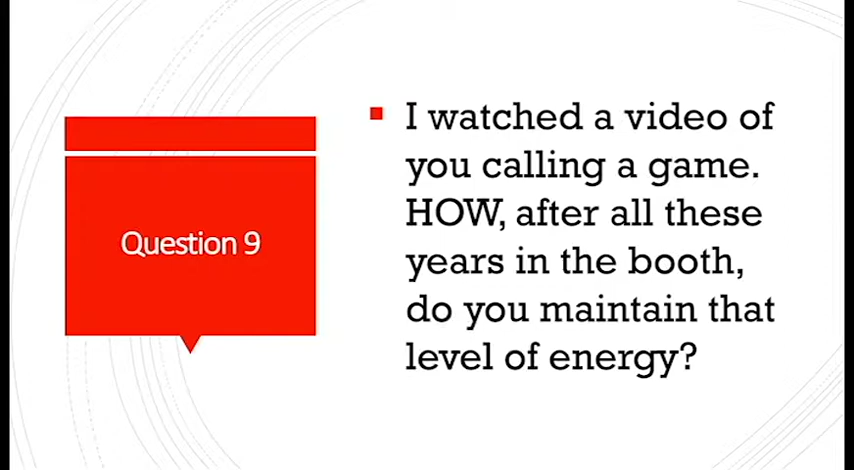 Question 9
I watched a video of
you calling a game.
HOW, after all these
years in the booth,
do you maintain that
level of energy?